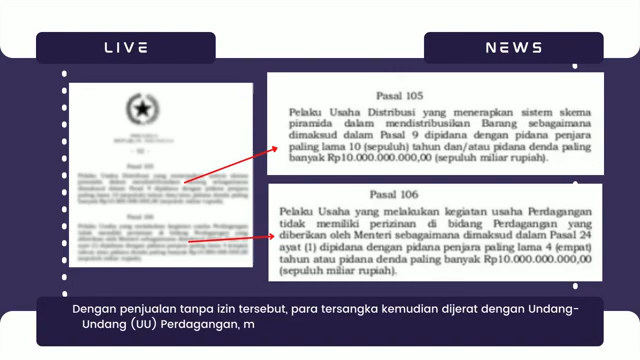 LIVE
NEWS
Pasal 105
Pelaku Usaha Distribusi yang menerapkan sistem skema
piramida dalam mendistribusikan Barang sebagaimana
dimaksud dalam Pasal 9 dipidana dengan pidana penjara
paling lama 10 (sepuluh) tahun dan/atau pidana denda paling
banyak Rp10.000.000.000,00 (sepuluh miliar rupiah).
Pasal 106
Pelaku Usaha yang melakukan kegiatan usaha Perdagangan
tidak memiliki perizinan di bidang Perdagangan yang
diberikan oleh Menteri sebagaimana dimaksud dalam Pasal 24
ayat (1) dipidana dengan pidana penjara paling lama 4 (empat)
tahun atau pidana denda paling banyak Rp10.000.000.000,00
(sepuluh miliar rupiah).
Dengan penjualan tanpa izin tersebut, para tersangka kemudian dijerat dengan Undang-
Undang (UU) Perdagangan, m